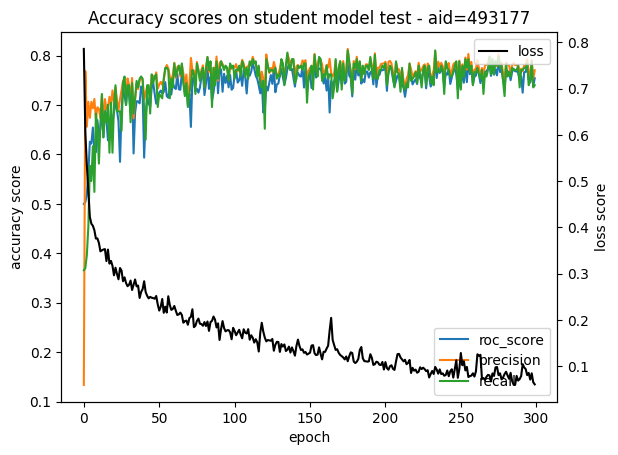 Accuracy scores on student model test - aid=493177
accuracy score
0.8
0.7
0.6
0.5
0.4
0.3
0.2
0.1
loss
0.8
0.7
0.6
0.5
0.4
0.3
0.2
0.1
loss score
roc_score
precision
recall
0
50
100
150
200
250
300
epoch